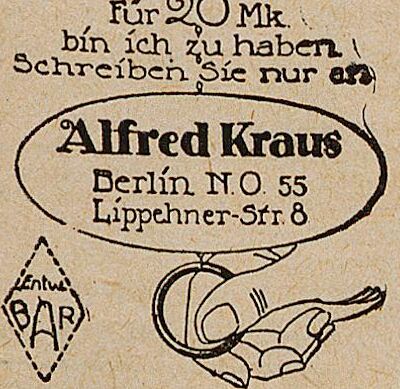 Für 20 Mk.
bin ich zu haben.
Schreiben Sie nur an
Alfred Kraus
Berlin N.O. 55
Lippehner-Str. 8
Entw.
BAR